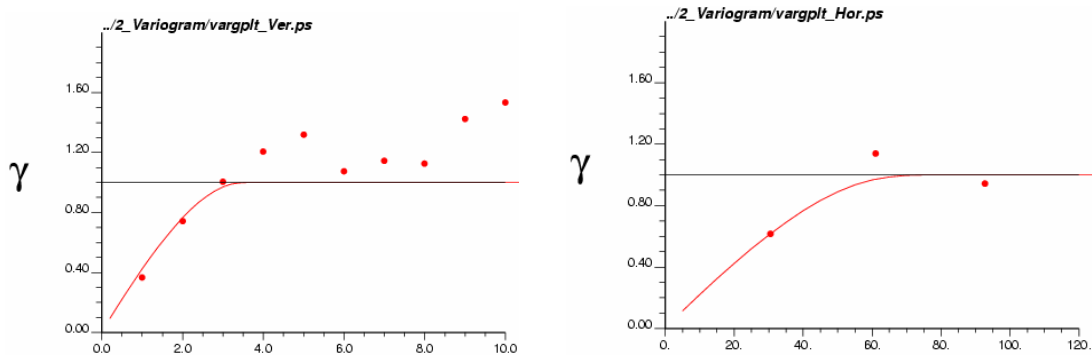 ../2_Variogram/vargplt_Ver.ps
γ
1.60
1.20
0.80
0.40
0.00
0.0 2.0 4.0 6.0 8.0 10.0
../2_Variogram/vargplt_Hor.ps
γ
1.60
1.20
0.80
0.40
0.00
0. 20. 40. 60. 80. 100. 120.